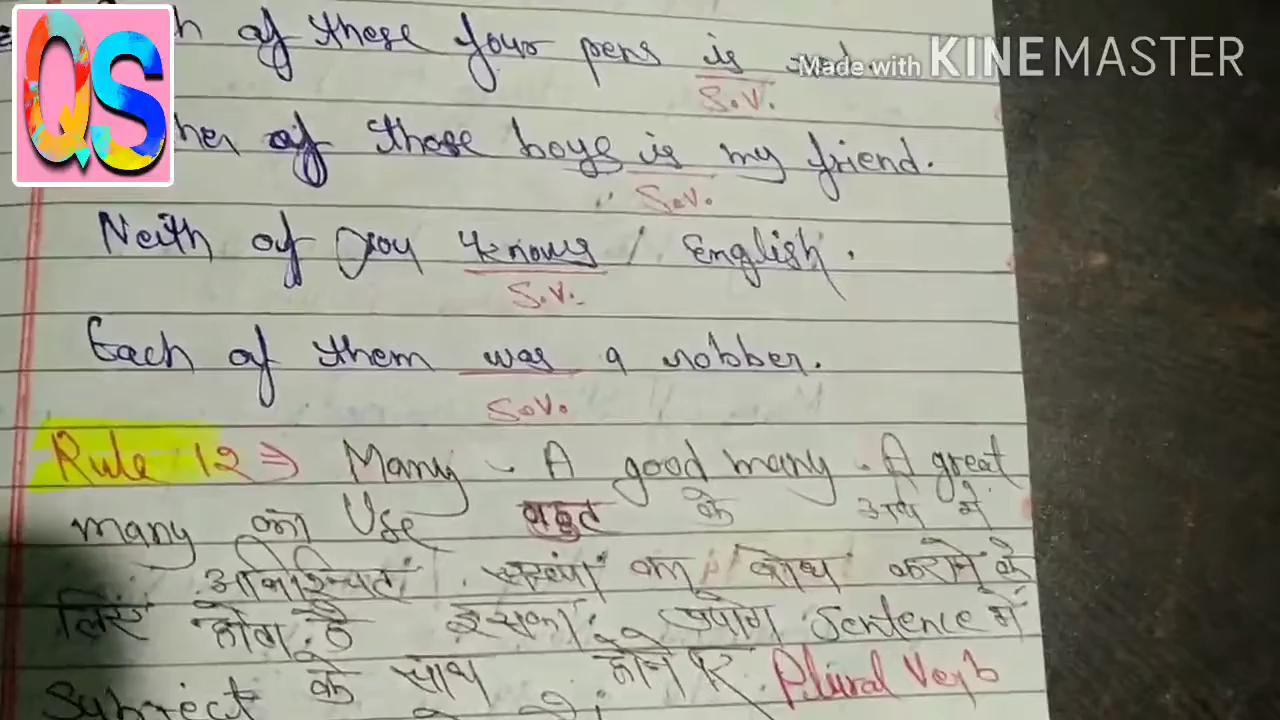 QS
Made with KINEMASTER
of these four pens is
S.V.
of those boys is my friend.
S.V.
Neith of you knows / English.
S.V.
Each of them was a robber.
S.V.
Rule 12 ⇒ Many - A good many - A great
many का Use बहुत के अर्थ में
अनिश्चित संख्या का बोध कराने के
लिए होता है इसका उपयोग Sentence में
Subject के साथ होने पर Plural Verb